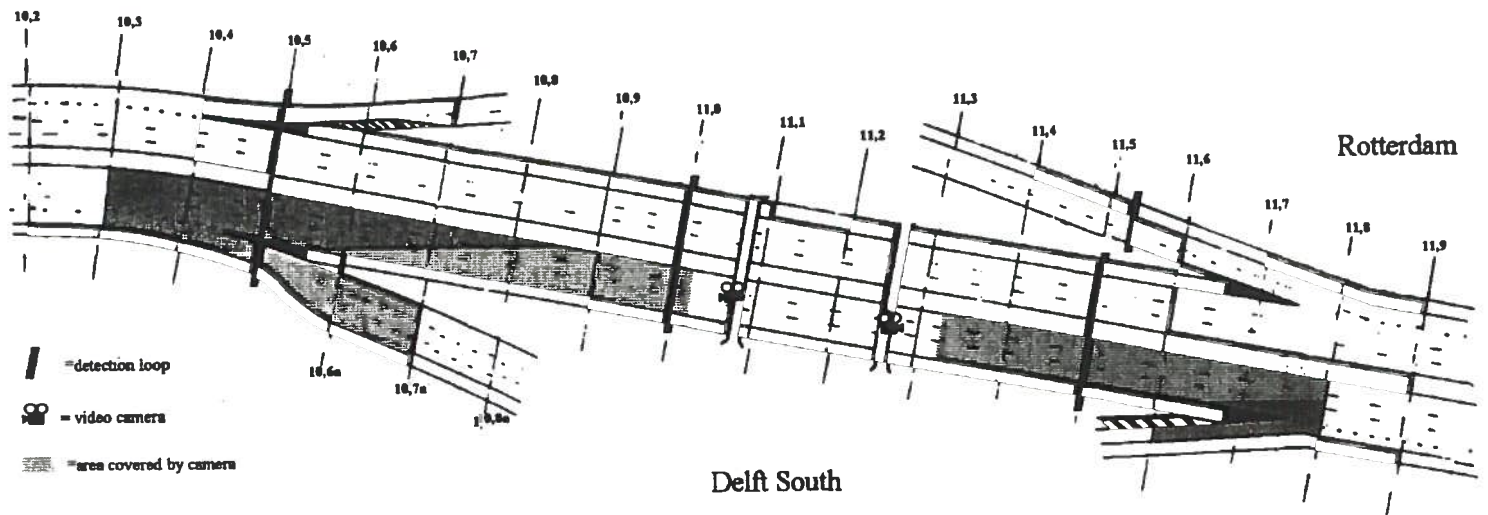 10,2
10,3
10,4
10,5
10,6
10,7
10,8
10,9
11,0
11,1
11,2
11,3
11,4
11,5
11,6
11,7
11,8
11,9
Rotterdam
=detection loop
= video camera
=area covered by camera
10,6a
10,7a
10,8a
Delft South